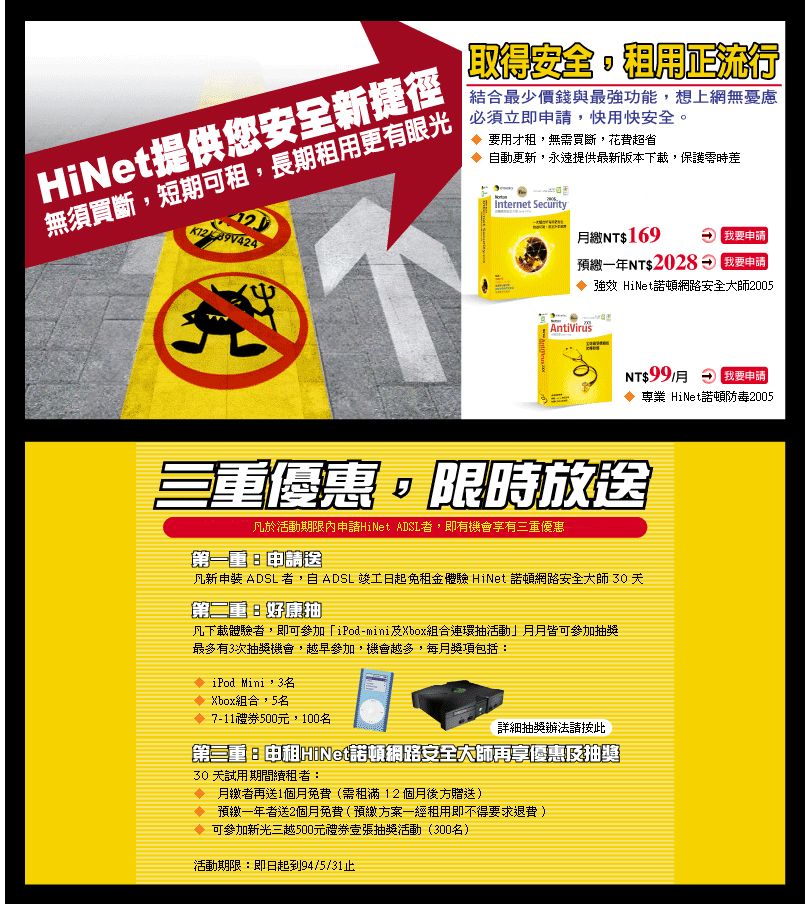 HiNet提供您安全新捷徑
無須買斷，短期可租，長期租用更有眼光
K12
12
89V424
取得安全，租用正流行
結合最少價錢與最強功能，想上網無憂慮
必須立即申請，快用快安全。
要用才租，無需買斷，花費超省
自動更新，永遠提供最新版本下載，保護零時差
Norton
Internet Security
2005
月繳NT$169
我要申請
預繳一年NT$2028
我要申請
強效 HiNet諾頓網路安全大師2005
Norton
AntiVirus
2005
AntiVirus 2005
NT$99/月
我要申請
專業 HiNet諾頓防毒2005
三重優惠，限時放送
凡於活動期限內申請HiNet ADSL者，即有機會享有三重優惠
第一重：申請送
凡新申裝 ADSL 者，自 ADSL 竣工日起免租金體驗 HiNet 諾頓網路安全大師 30 天
第二重：好康抽
凡下載體驗者，即可參加「iPod-mini及Xbox組合連環抽活動」月月皆可參加抽獎
最多有3次抽獎機會，越早參加，機會越多，每月獎項包括：
iPod Mini，3名
Xbox組合，5名
7-11禮券500元，100名
詳細抽獎辦法請按此
第三重：申租HiNet諾頓網路安全大師再享優惠及抽獎
30 天試用期間續租者：
月繳者再送1個月免費（需租滿 12 個月後方贈送）
預繳一年者送2個月免費（預繳方案一經租用即不得要求退費）
可參加新光三越500元禮券壹張抽獎活動（300名）
活動期限：即日起到94/5/31止